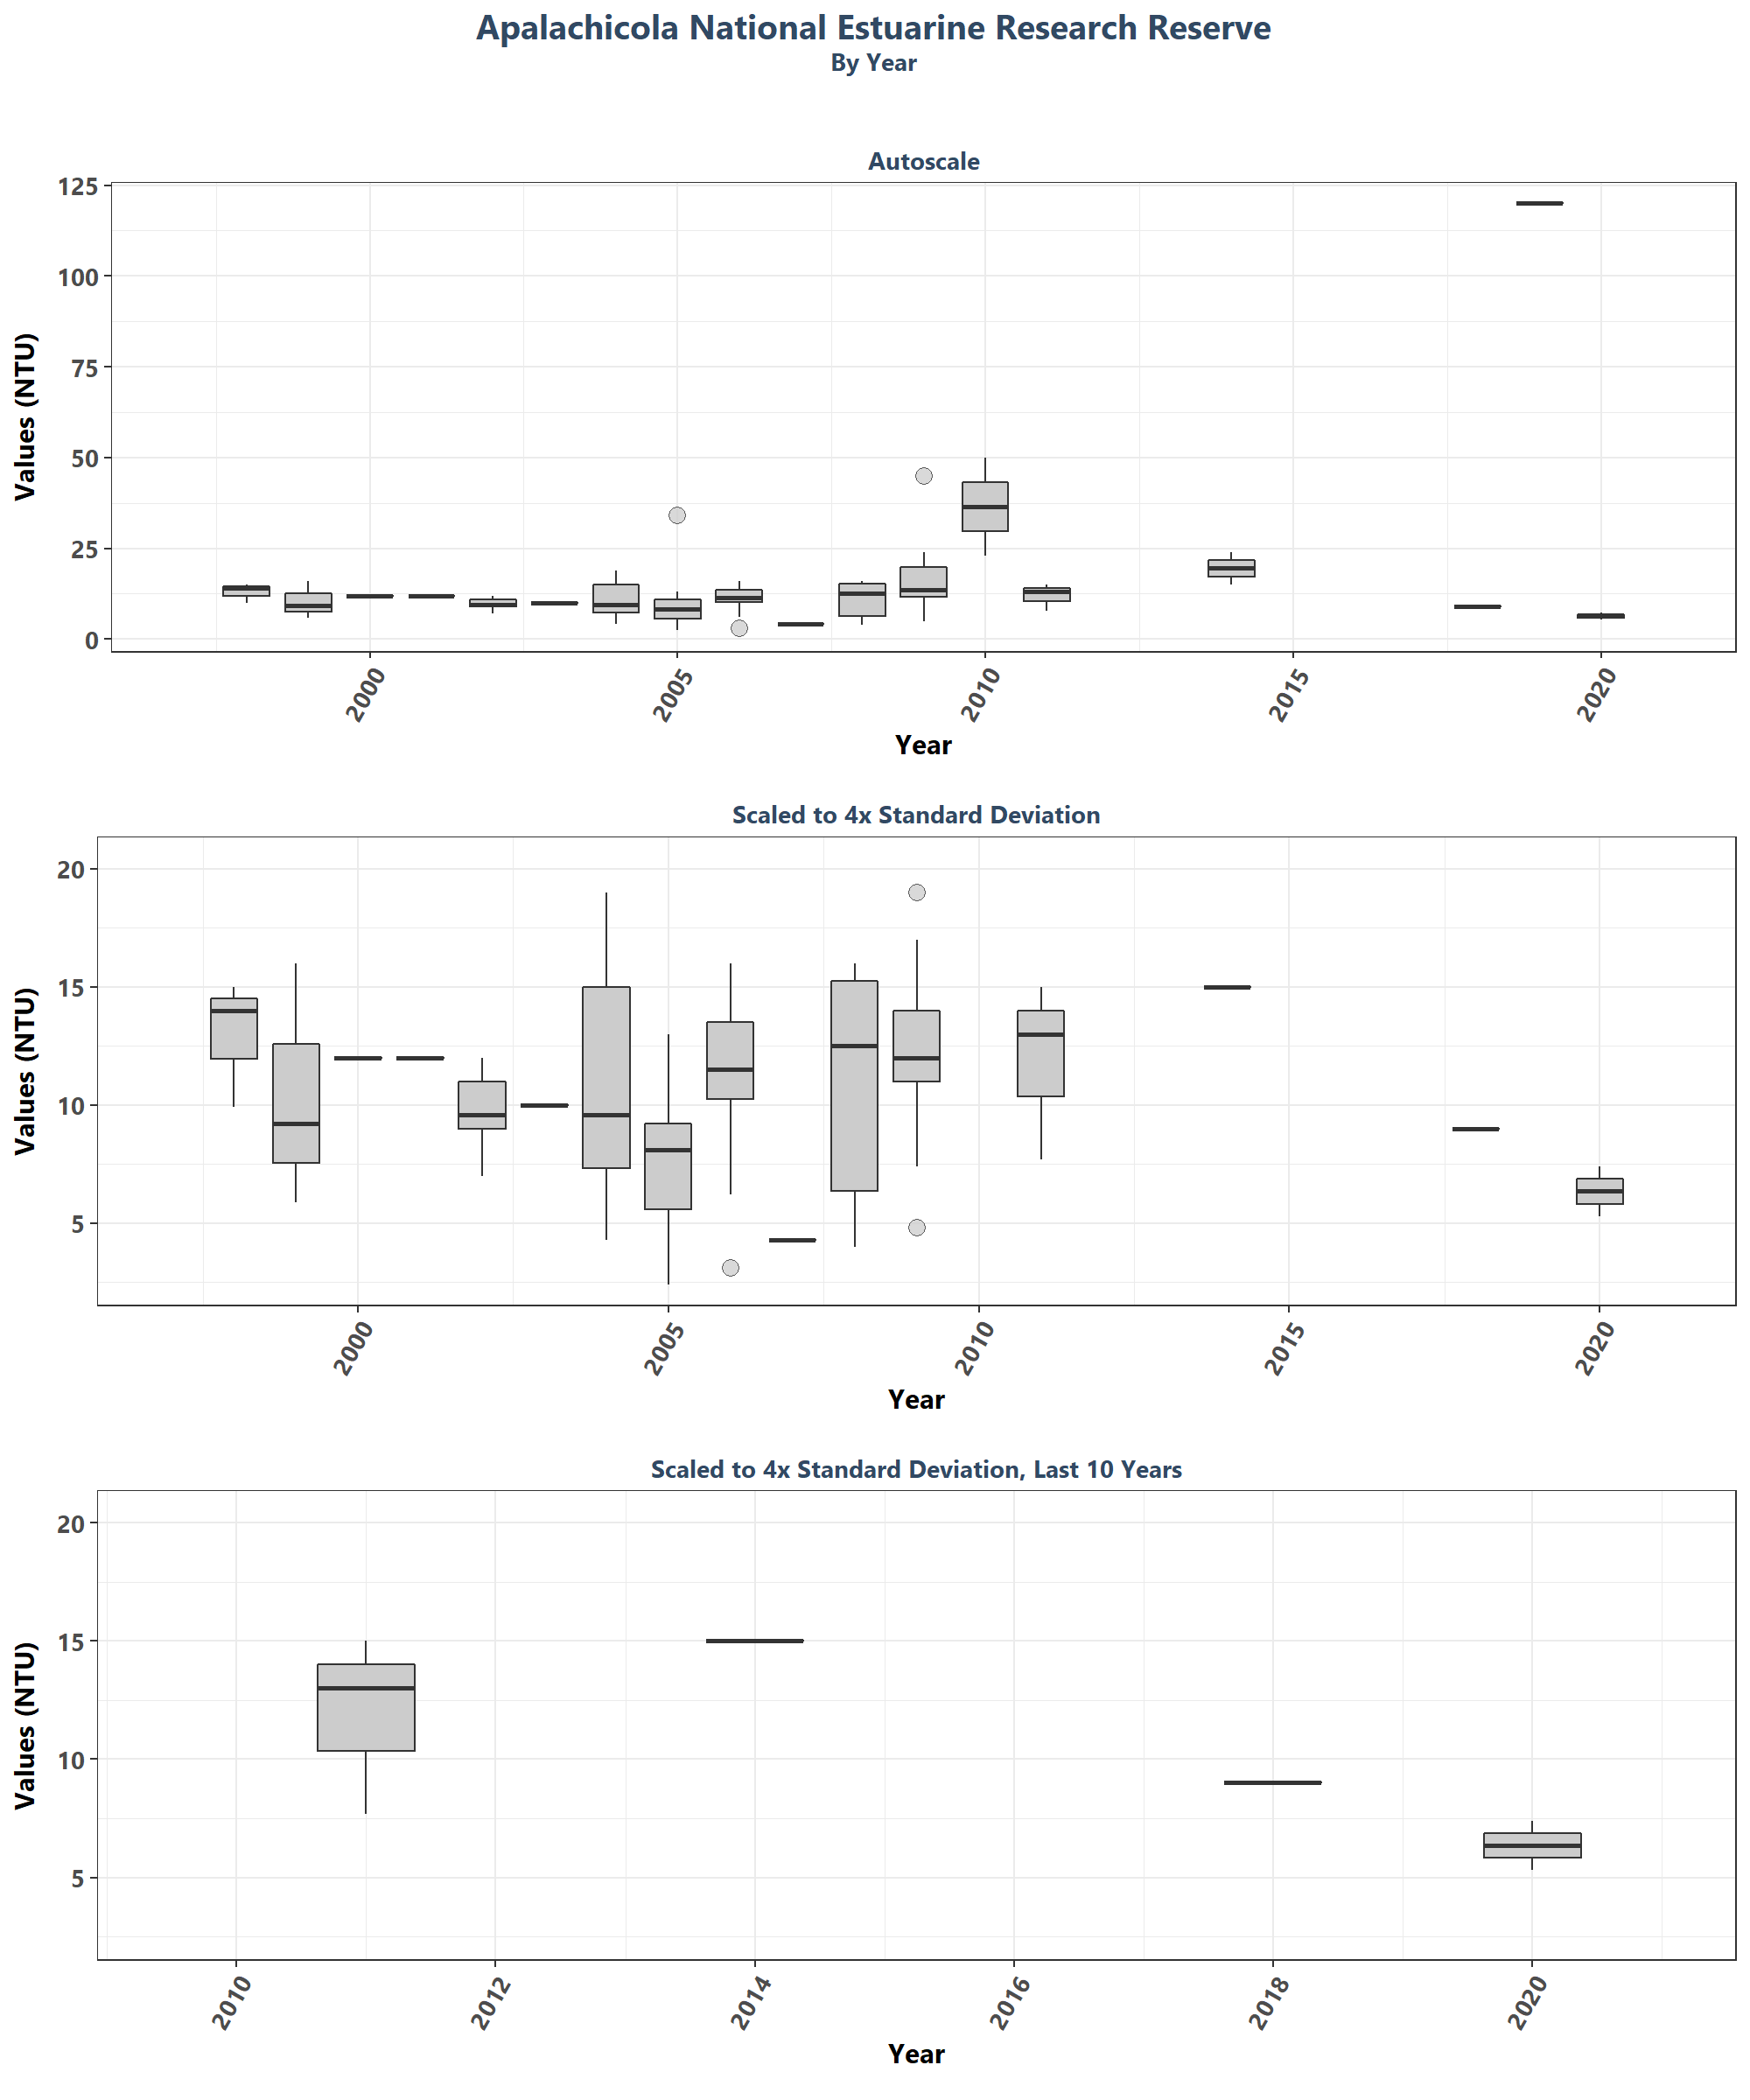 Apalachicola National Estuarine Research Reserve
By Year
Autoscale
Values (NTU)
125
100
75
50
25
0
2000 2005 2010 2015 2020
Year
Scaled to 4x Standard Deviation
Values (NTU)
20
15
10
5
2000 2005 2010 2015 2020
Year
Scaled to 4x Standard Deviation, Last 10 Years
Values (NTU)
20
15
10
5
2010 2012 2014 2016 2018 2020
Year